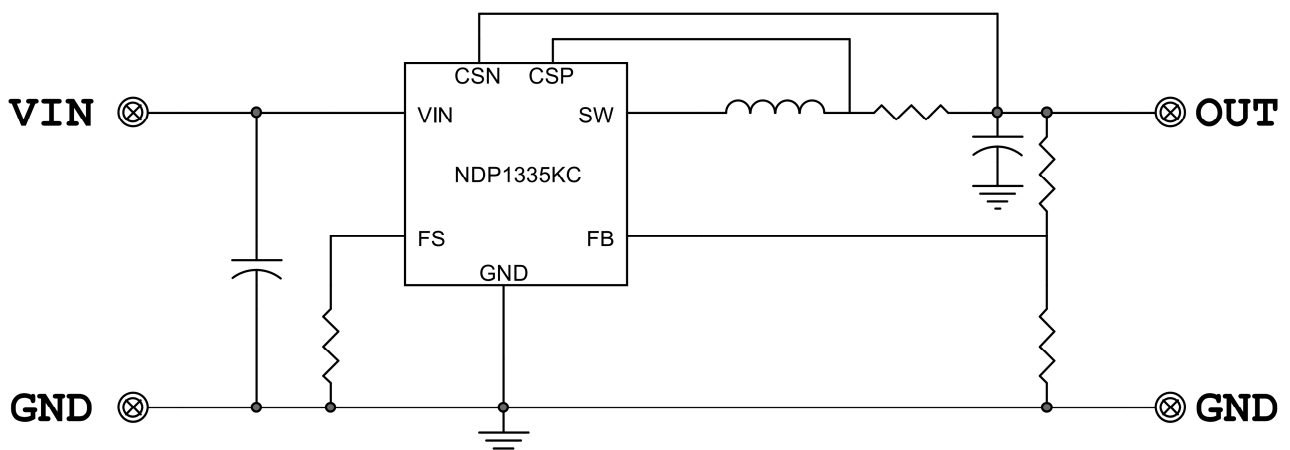 CSN CSP
VIN VIN SW OUT
NDP1335KC
FS FB
GND
GND GND